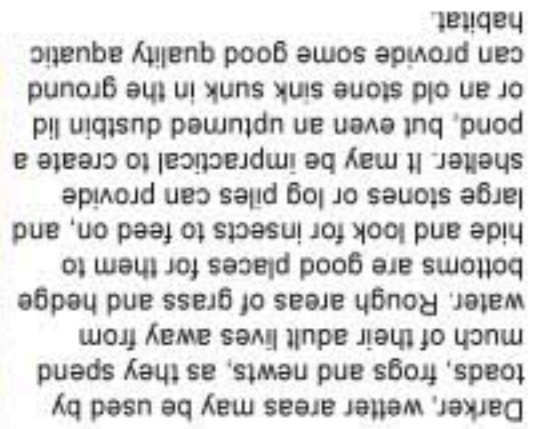 Darker, wetter areas may be used by
toads, frogs and newts, as they spend
much of their adult lives away from
water. Rough areas of grass and hedge
bottoms are good places for them to
hide and look for insects to feed on, and
large stones or log piles can provide
shelter. It may be impractical to create a
pond, but even an upturned dustbin lid
or an old stone sink sunk in the ground
can provide some good quality aquatic
habitat.